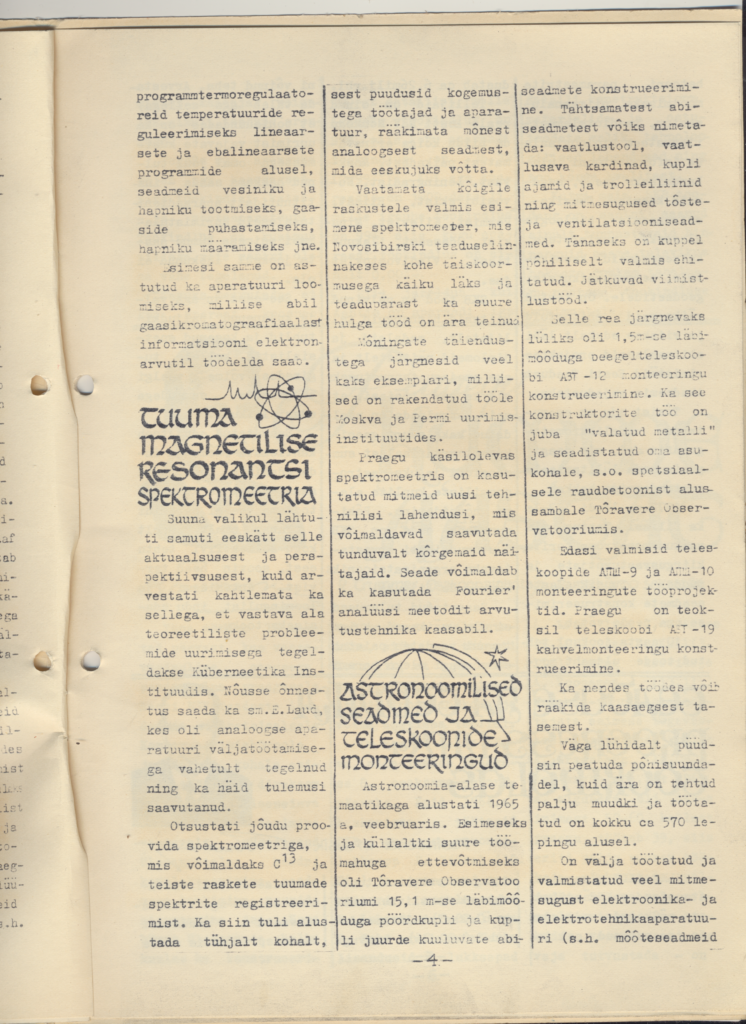 programmtermoregulaato-
reid temperatuuride re-
guleerimiseks lineaar-
sete ja ebalineaarsete
programmide alusel,
seadmeid vesiniku ja
hapniku tootmiseks, gaa-
side puhastamiseks,
hapniku määramiseks jne.
Esimesi samme on as-
tutud ka aparatuuri loo-
miseks, millise abil
gaasikromatograafiaalast
informatsiooni elektron-
arvutil töödelda saab.
TUUMA
MAGNETILISE
RESONANTSI
SPEKTROMEETRIA
Suuna valikul lähtu-
ti samuti eeskätt selle
aktuaalsusest ja pers-
pektiivsusest, kuid ar-
vestati kahtlemata ka
sellega, et vastava ala
teoreetiliste problee-
mide uurimisega tegel-
dakse Küberneetika Ins-
tituudis. Nõusse õnnes-
tus saada ka sm.E.Laud,
kes oli analoogse apa-
ratuuri väljatöötamise-
ga vahetult tegelnud
ning ka häid tulemusi
saavutanud.
Otsustati jõudu proo-
vida spektromeetriga,
mis võimaldaks C13 ja
teiste raskete tuumade
spektrite registreeri-
mist. Ka siin tuli alus-
tada tühjalt kohalt,
sest puudusid kogemus-
tega töötajad ja apara-
tuur, rääkimata mõnest
analoogsest seadmest,
mida eeskujuks võtta.
Vaatamata kõigile
raskustele valmis esi-
mene spektromeeter, mis
Novosibirski teaduselin-
nakeses kohe täiskoor-
musega käiku läks ja
teadupärast ka suure
hulga tööd on ära teinud
Mõningate täiendus-
tega järgnesid veel
kaks eksemplari, milli-
sed on rakendatud tööle
Moskva ja Permi uurimis-
instituutides.
Praegu käsilolevas
spektromeetris on kasu-
tatud mitmeid uusi teh-
nilisi lahendusi, mis
võimaldavad saavutada
tunduvalt kõrgemaid näi-
tajaid. Seade võimaldab
ka kasutada Fourier'
analüüsi meetodit arvu-
tustehnika kaasabil.
ASTRONOOMILISED
SEADMED JA
TELESKOOPIDE
MONTEERINGUD
Astronoomia-alase te-
maatikaga alustati 1965
a. veebruaris. Esimeseks
ja küllaltki suure töö-
mahuga ettevõtmiseks
oli Tõravere Observatoo
riumi 15,1 m-se läbimõõ-
duga pöördkupli ja kup-
li juurde kuuluvate abi-
seadmete konstrueerimi-
ne. Tähtsamatest abi-
seadmetest võiks nimeta-
da: vaatlustool, vaat-
lusava kardinad, kupli
ajamid ja trolleiliinid
ning mitmesugused tõste-
ja ventilatsioonisead-
med. Tänaseks on kuppel
põhiliselt valmis ehi-
tatud. Jätkuvad viimist-
lustööd.
Selle rea järgnevaks
lüliks oli 1,5m-se läbi-
mõõduga peegelteleskoo-
bi АЗТ -12 monteeringu
konstrueerimine. Ka see
konstruktorite töö on
juba "valatud metalli"
ja seadistatud oma asu-
kohale, s.o. spetsiaal-
sele raudbetoonist alus-
sambale Tõravere Obser-
vatooriumis.
Edasi valmisid teles-
koopide АТШ-9 ja АТШ-10
monteeringute tööprojek-
tid. Praegu on teok-
sil teleskoobi АЗТ -19
kahvelmonteeringu konst-
rueerimine.
Ka nendes töödes võib
rääkida kaasaegsest ta-
semest.
Väga lühidalt püüd-
sin peatuda põhisuunda-
del, kuid ära on tehtud
palju muudki ja tööta-
tud on kokku ca 570 le-
pingu alusel.
On välja töötatud ja
valmistatud veel mitme-
sugust elektroonika- ja
elektrotehnikaaparatuu-
ri (s.h. mõõteseadmeid
-4-